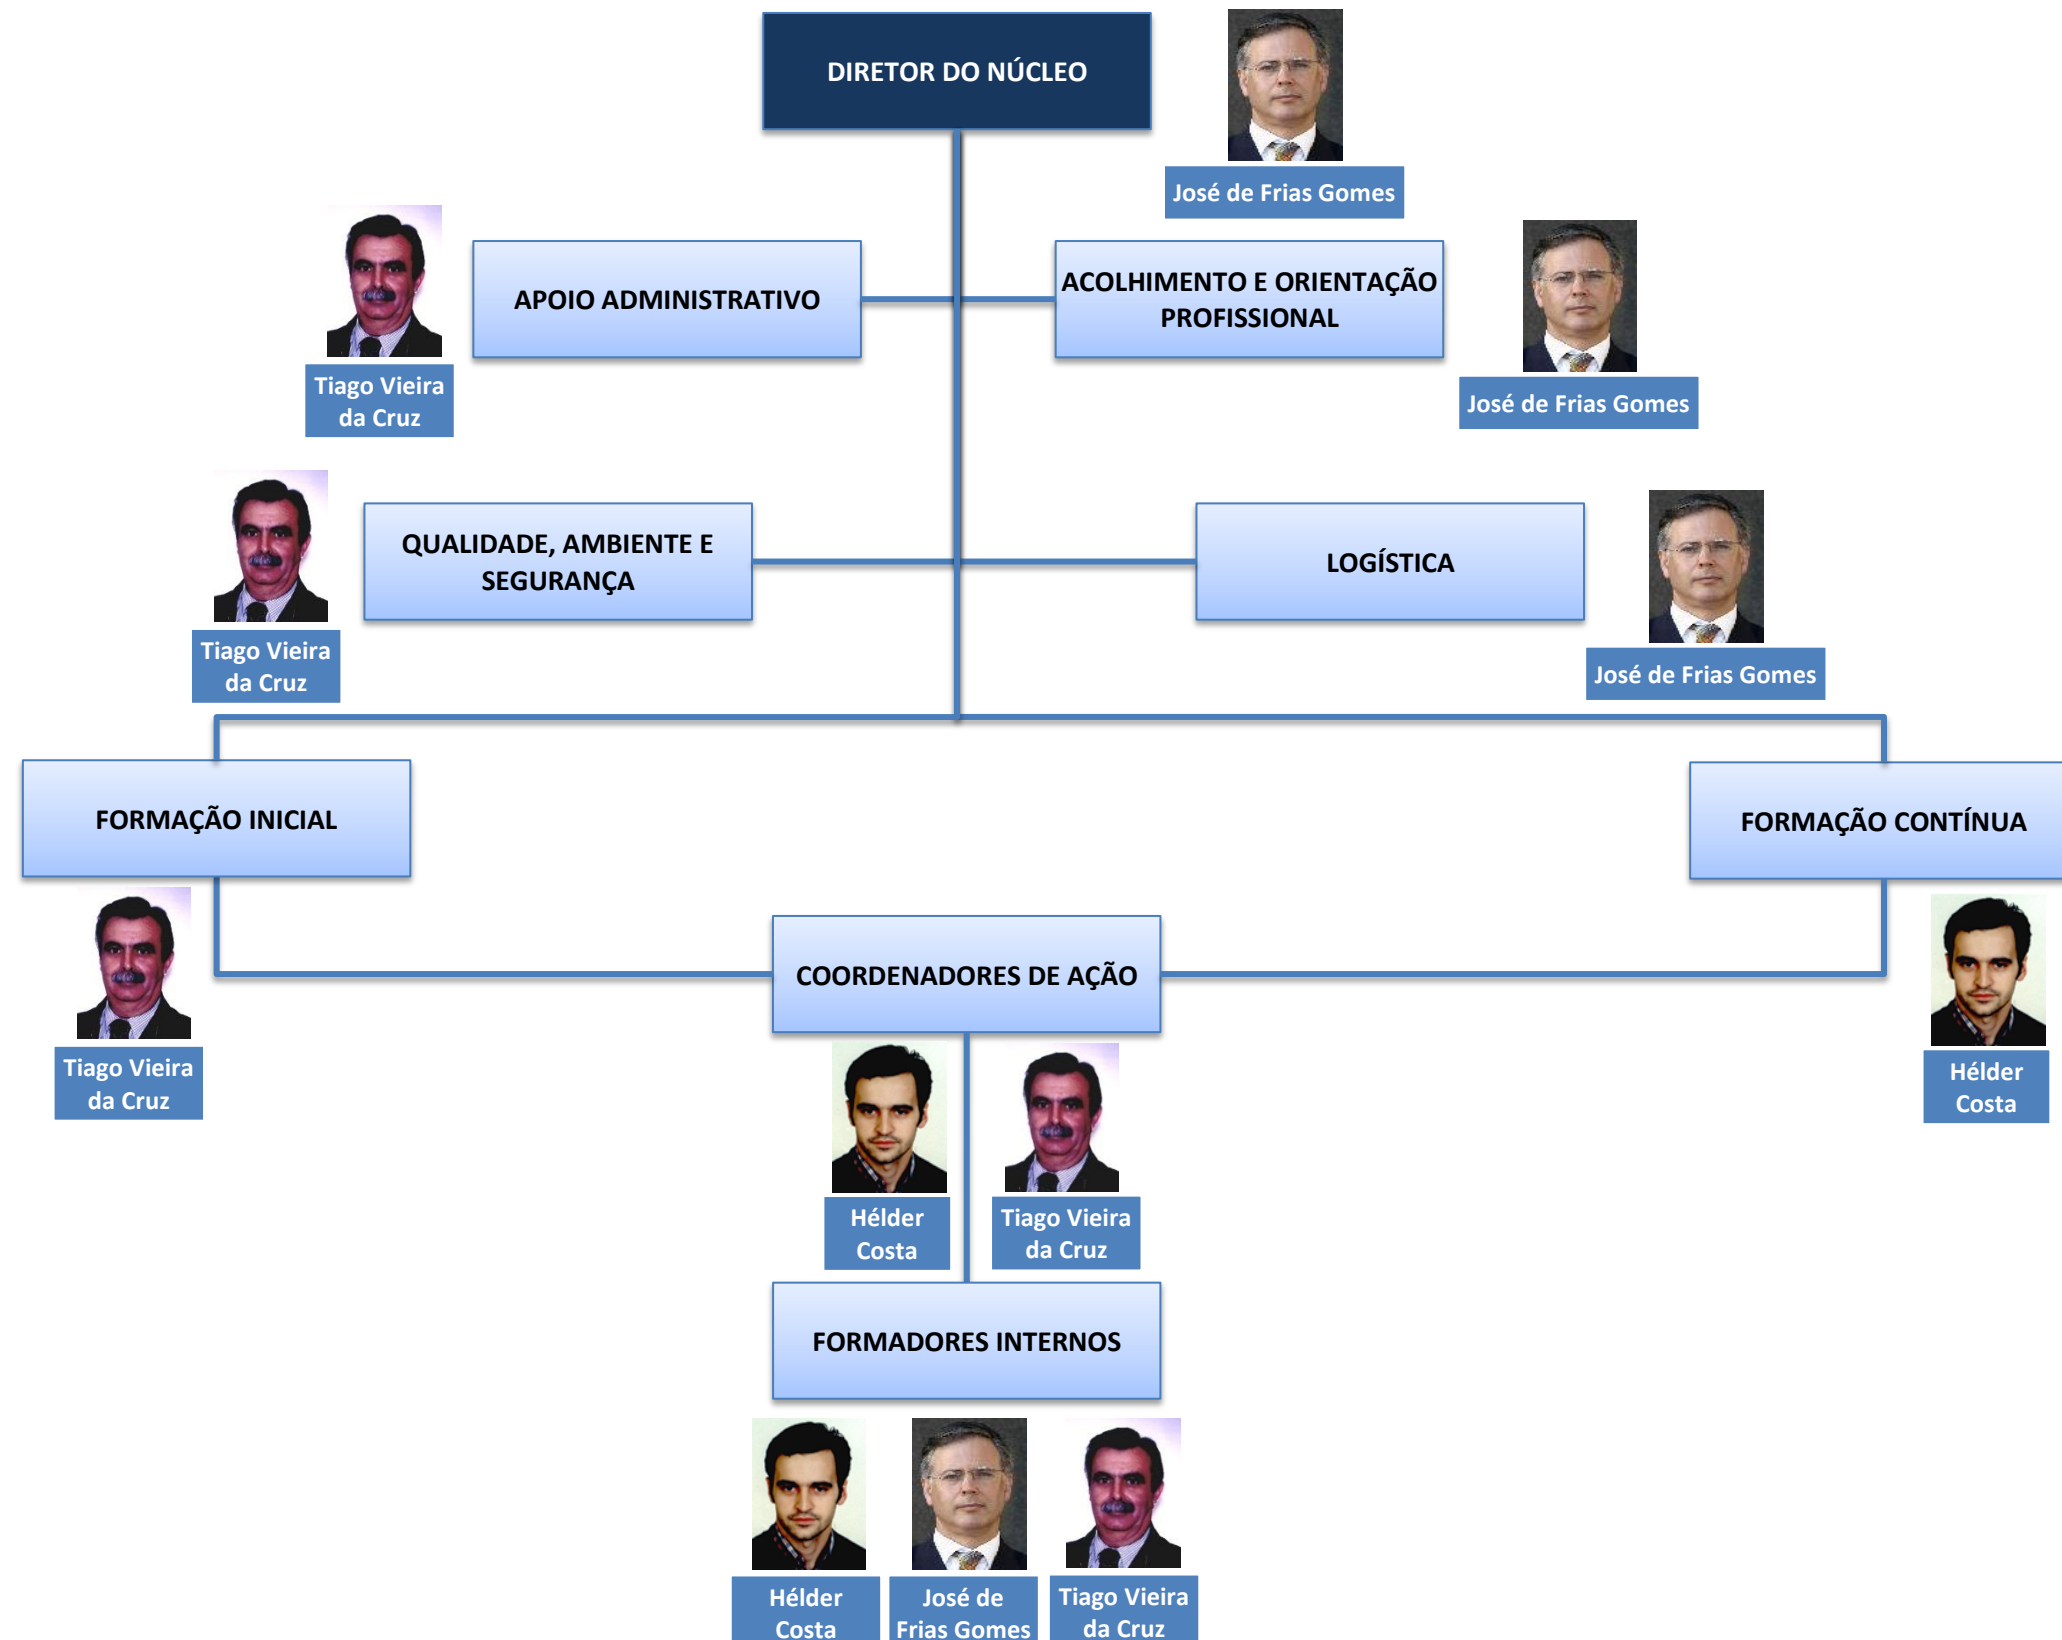 DIRETOR DO NÚCLEO
José de Frias Gomes
APOIO ADMINISTRATIVO
Tiago Vieira
da Cruz
ACOLHIMENTO E ORIENTAÇÃO
PROFISSIONAL
José de Frias Gomes
QUALIDADE, AMBIENTE E
SEGURANÇA
Tiago Vieira
da Cruz
LOGÍSTICA
José de Frias Gomes
FORMAÇÃO INICIAL
Tiago Vieira
da Cruz
FORMAÇÃO CONTÍNUA
Hélder
Costa
COORDENADORES DE AÇÃO
Hélder
Costa
Tiago Vieira
da Cruz
FORMADORES INTERNOS
Hélder
Costa
José de
Frias Gomes
Tiago Vieira
da Cruz